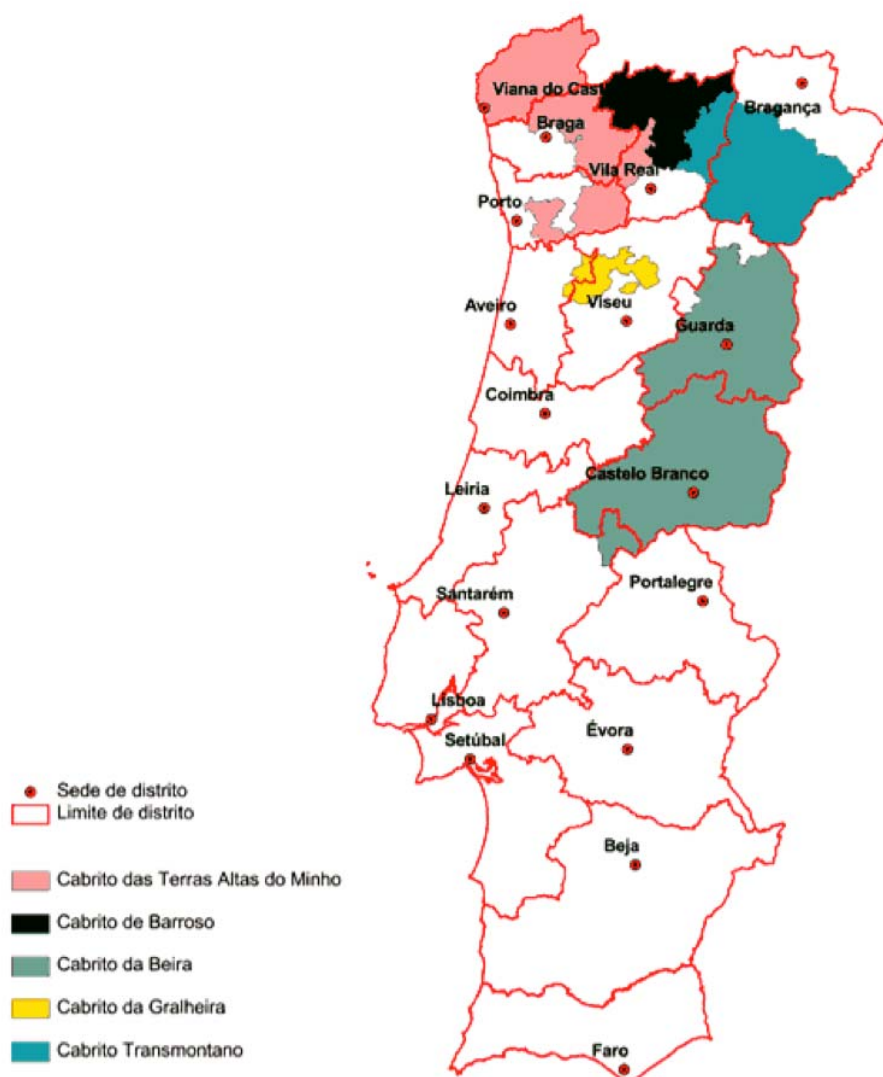 Viana do Cast
Bragança
Braga
Vila Real
Porto
Aveiro
Viseu
Guarda
Coimbra
Castelo Branco
Leiria
Portalegre
Santarém
Lisboa
Setúbal
Évora
Beja
Faro
Sede de distrito
Limite de distrito
Cabrito das Terras Altas do Minho
Cabrito de Barroso
Cabrito da Beira
Cabrito da Gralheira
Cabrito Transmontano